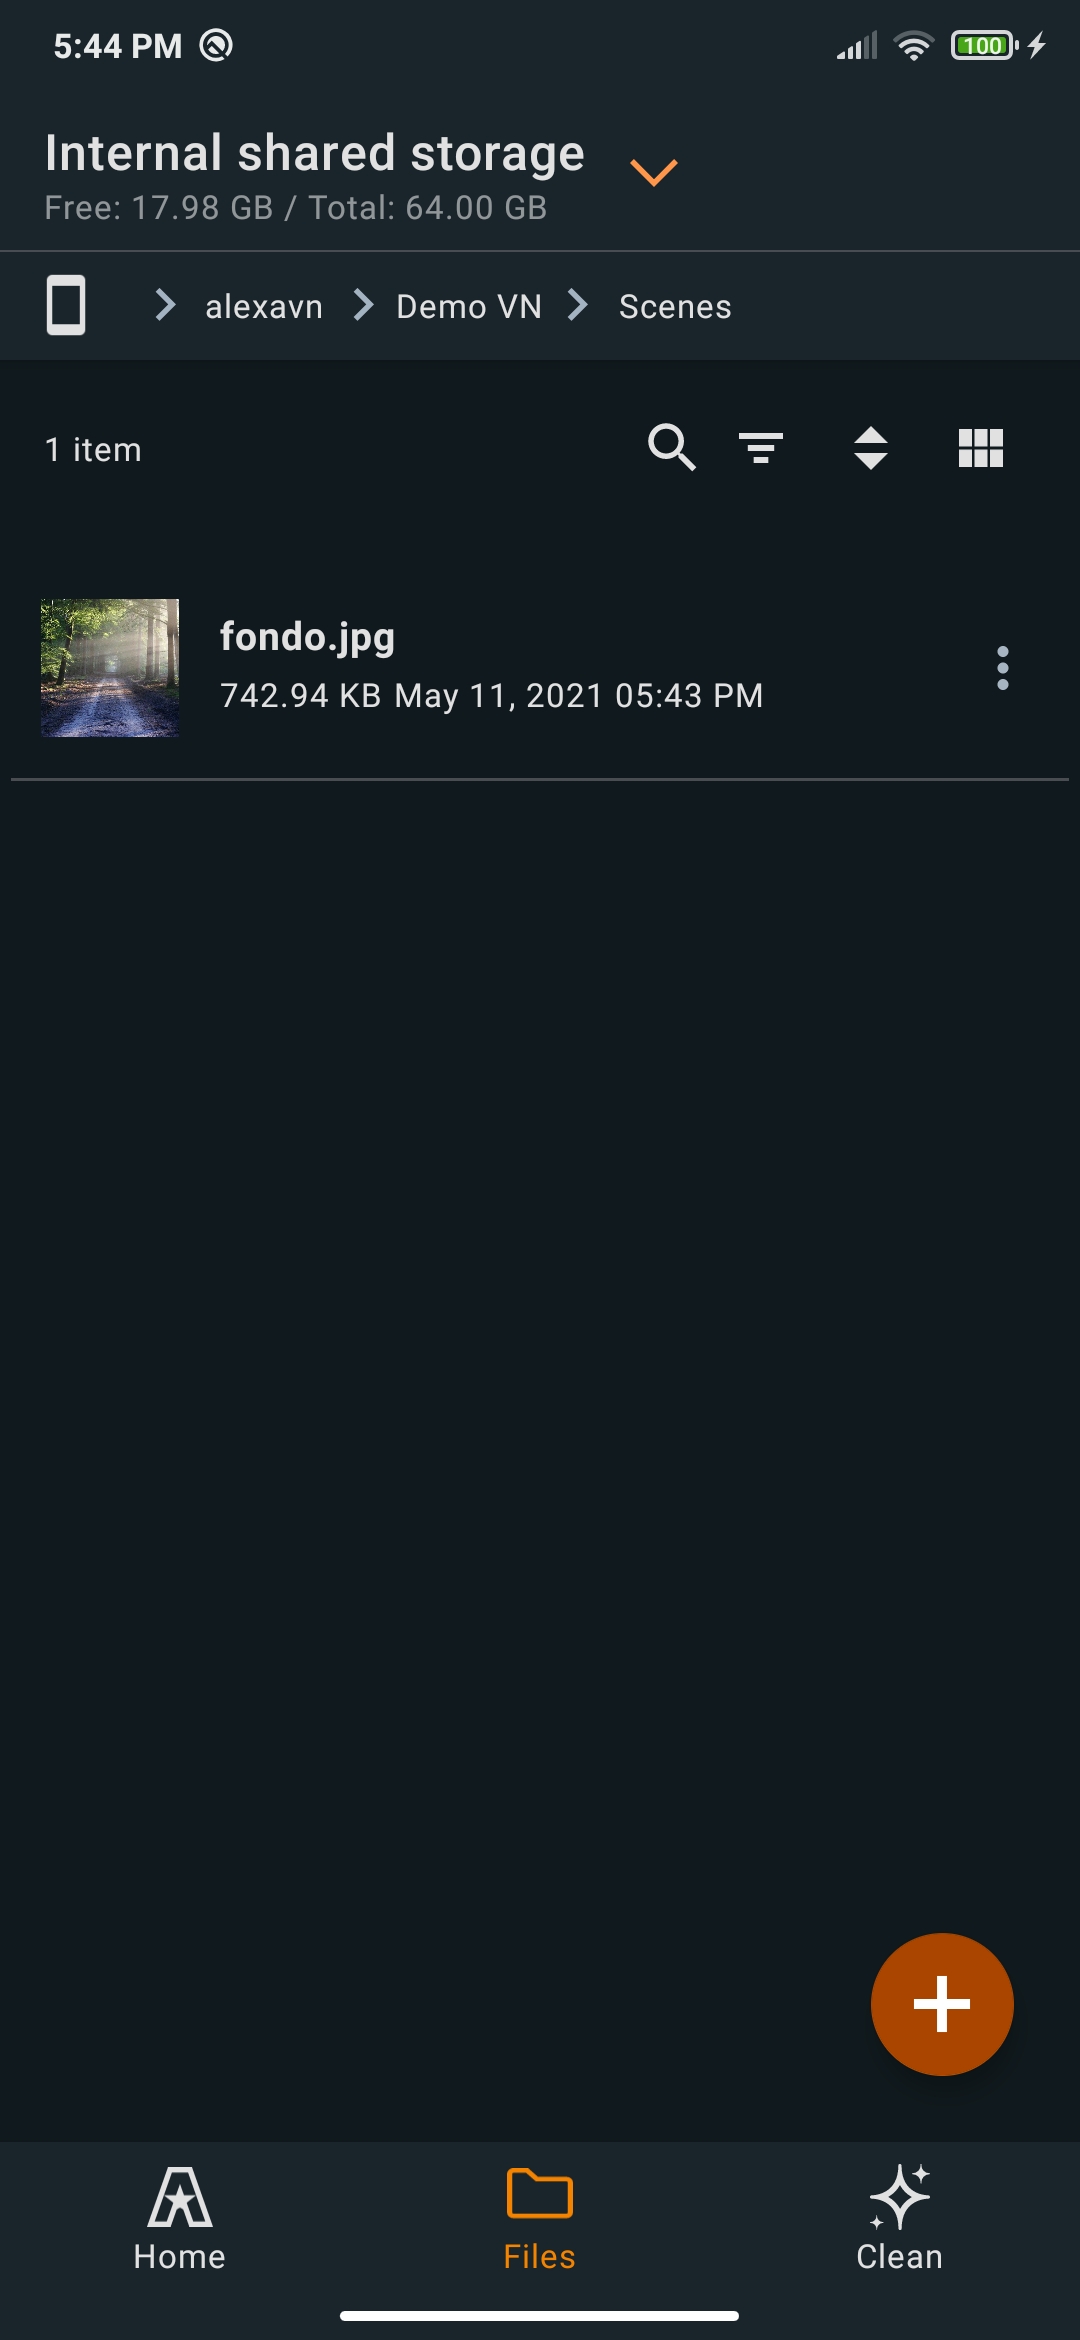 5:44 PM
100
Internal shared storage
Free: 17.98 GB / Total: 64.00 GB
alexavn
Demo VN
Scenes
1 item
fondo.jpg
742.94 KB May 11, 2021 05:43 PM
Home
Files
Clean